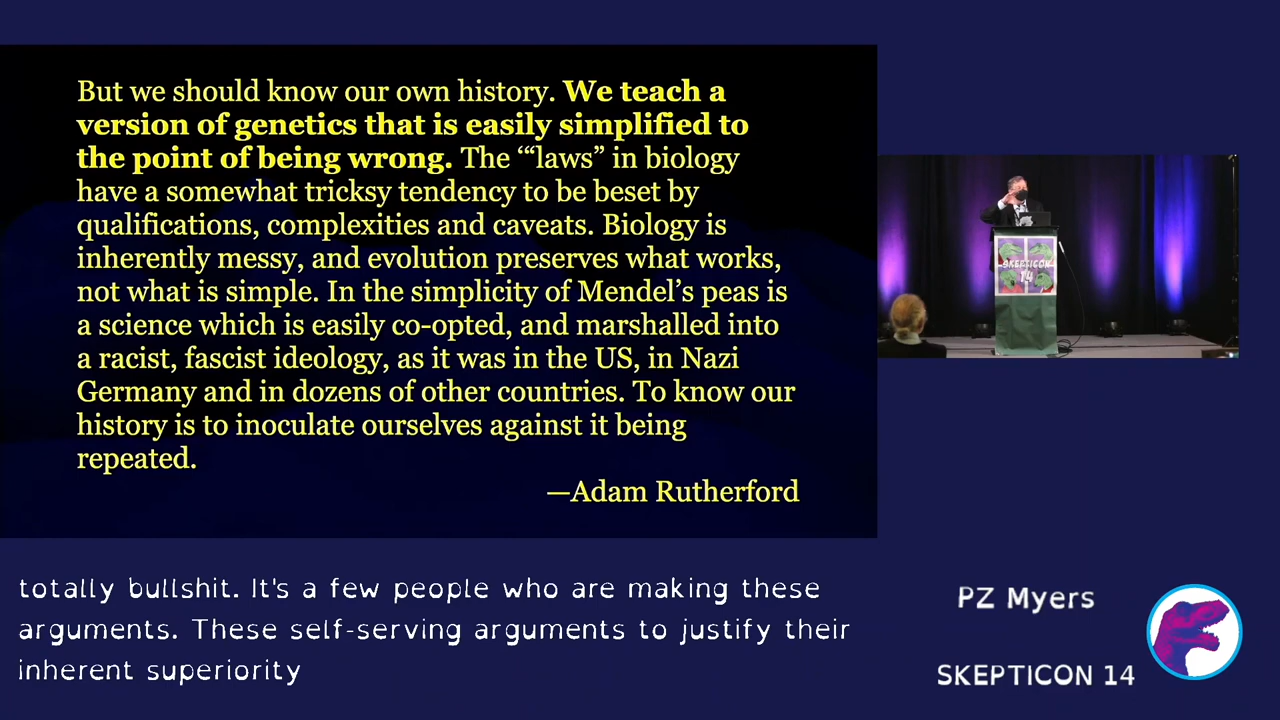 But we should know our own history. We teach a
version of genetics that is easily simplified to
the point of being wrong. The ‘“laws” in biology
have a somewhat tricksy tendency to be beset by
qualifications, complexities and caveats. Biology is
inherently messy, and evolution preserves what works,
not what is simple. In the simplicity of Mendel’s peas is
a science which is easily co-opted, and marshalled into
a racist, fascist ideology, as it was in the US, in Nazi
Germany and in dozens of other countries. To know our
history is to inoculate ourselves against it being
repeated.
—Adam Rutherford
SKEPTICON
14
totally bullshit. It's a few people who are making these
arguments. These self-serving arguments to justify their
inherent superiority
PZ Myers
SKEPTICON 14